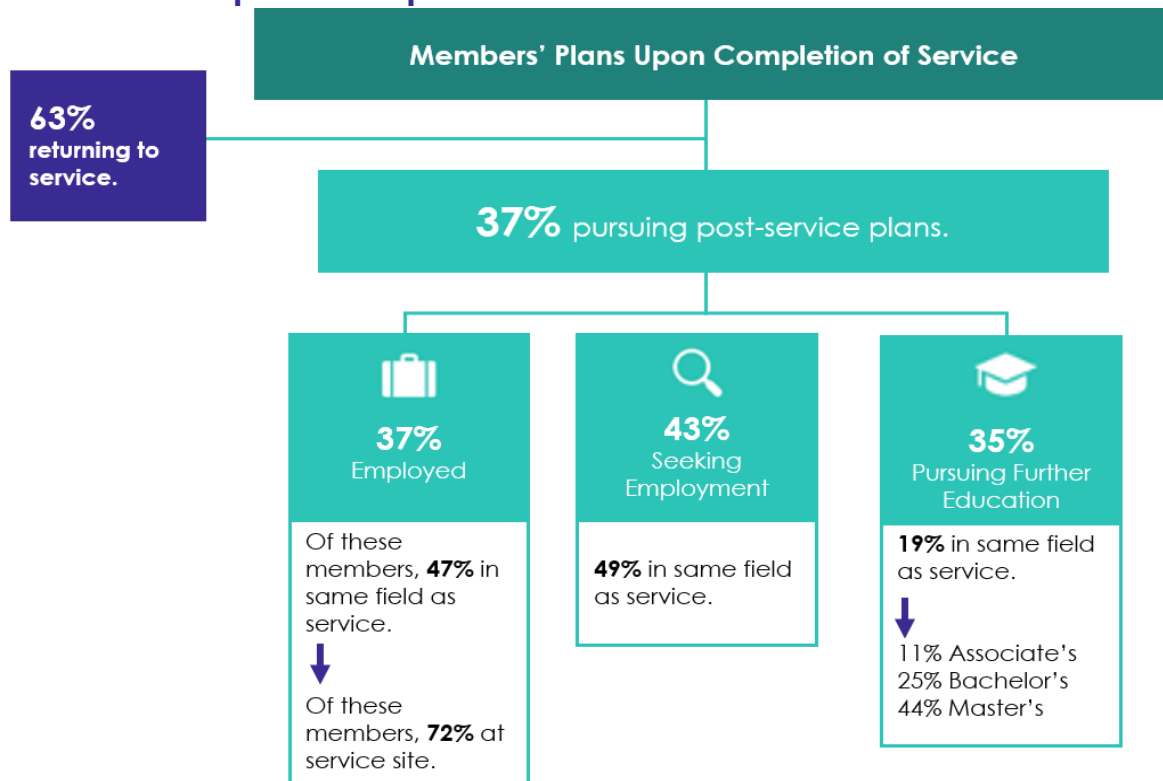 Members' Plans Upon Completion of Service
63%
returning to
service.
37% pursuing post-service plans.
37%
Employed
Of these
members, 47% in
same field as
service.
Of these
members, 72% at
service site.
43%
Seeking
Employment
49% in same field
as service.
35%
Pursuing Further
Education
19% in same field
as service.
11% Associate's
25% Bachelor's
44% Master's